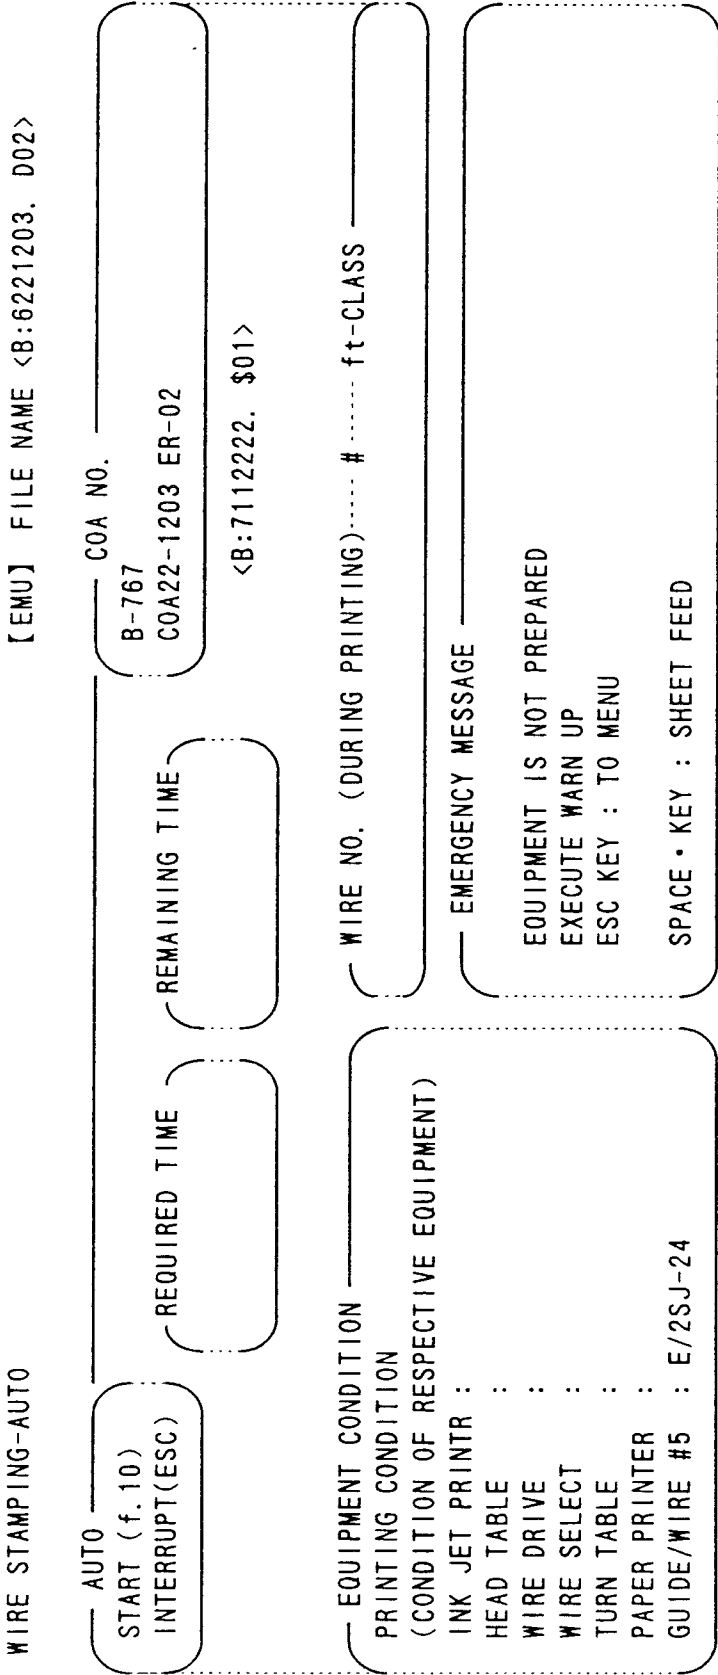 WIRE STAMPING-AUTO
【EMU】 FILE NAME <B:6221203. D02>
AUTO
START (f.10)
INTERRUPT(ESC)
REQUIRED TIME
REMAINING TIME
COA NO.
B-767
COA22-1203 ER-02
<B:7112222. $01>
EQUIPMENT CONDITION
PRINTING CONDITION
(CONDITION OF RESPECTIVE EQUIPMENT)
INK JET PRINTR :
HEAD TABLE :
WIRE DRIVE :
WIRE SELECT :
TURN TABLE :
PAPER PRINTER :
GUIDE/WIRE #5 : E/2SJ-24
WIRE NO. (DURING PRINTING)----- # ------ ft-CLASS
EMERGENCY MESSAGE
EQUIPMENT IS NOT PREPARED
EXECUTE WARN UP
ESC KEY : TO MENU
SPACE・KEY : SHEET FEED